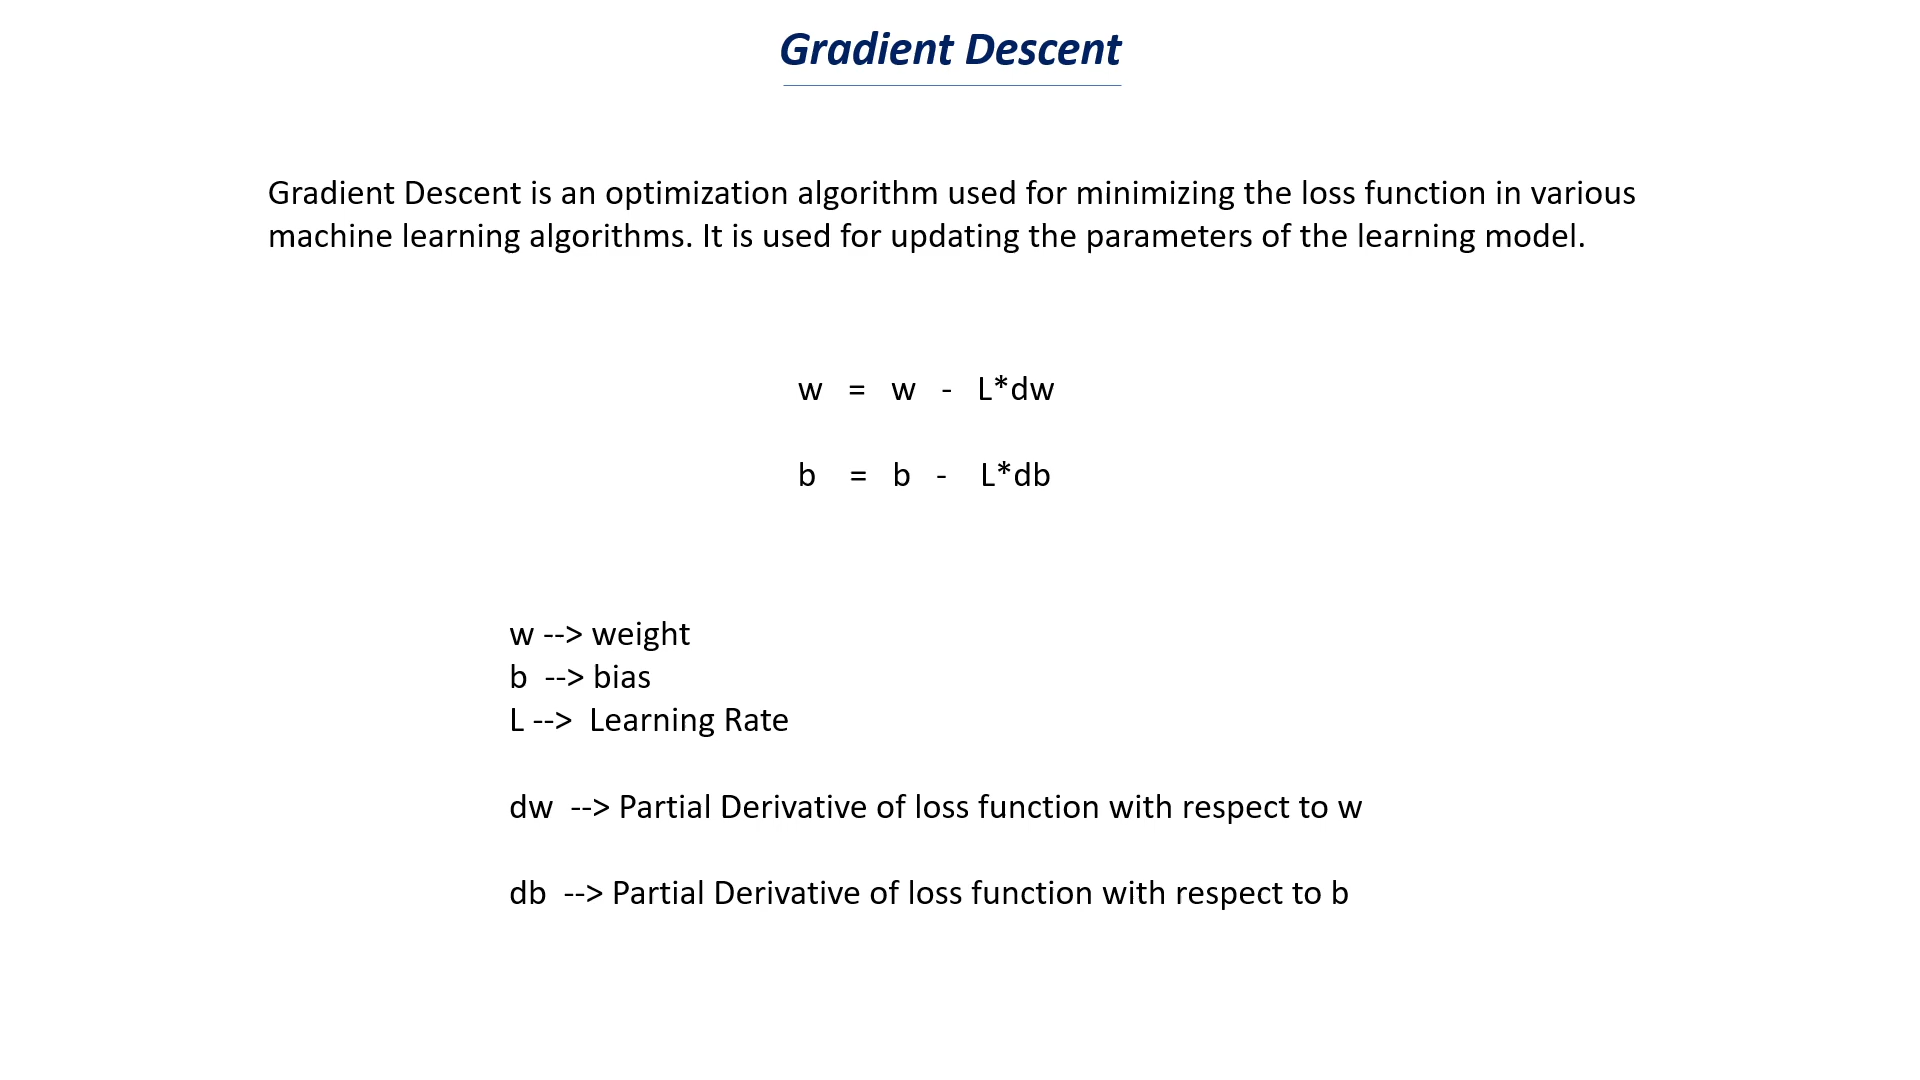 Gradient Descent
Gradient Descent is an optimization algorithm used for minimizing the loss function in various
machine learning algorithms. It is used for updating the parameters of the learning model.
w = w - L*dw
b = b - L*db
w --> weight
b --> bias
L --> Learning Rate
dw --> Partial Derivative of loss function with respect to w
db --> Partial Derivative of loss function with respect to b